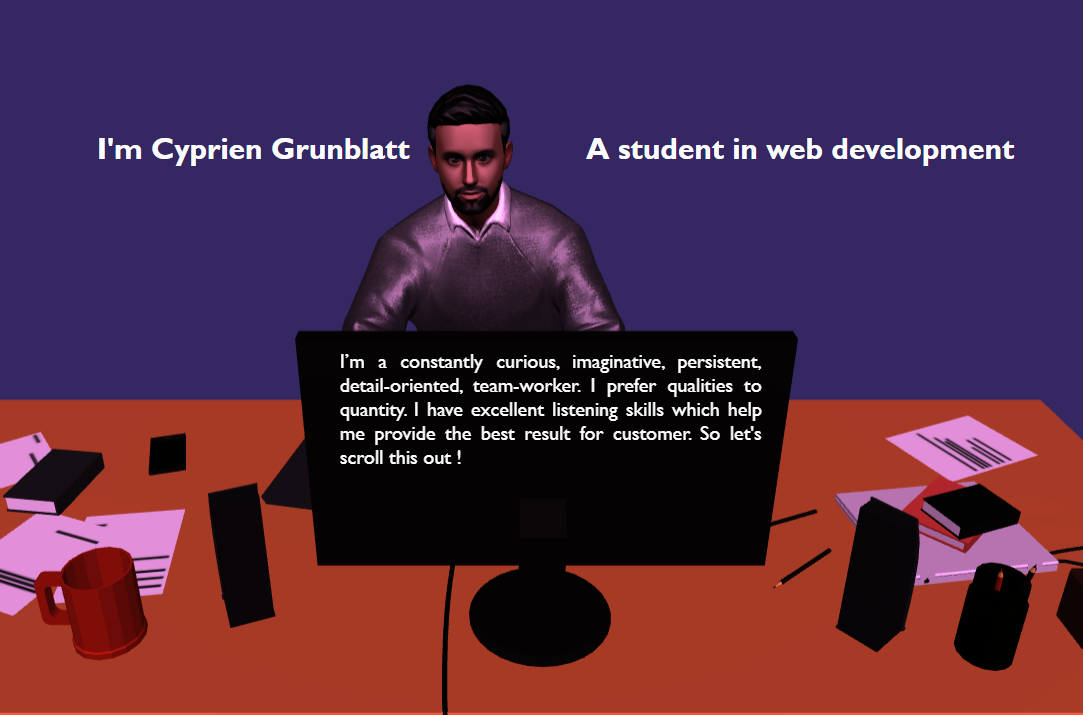 I'm Cyprien Grunblatt
A student in web development
I'm a constantly curious, imaginative, persistent,
detail-oriented, team-worker. I prefer qualities to
quantity. I have excellent listening skills which help
me provide the best result for customer. So let's
scroll this out !